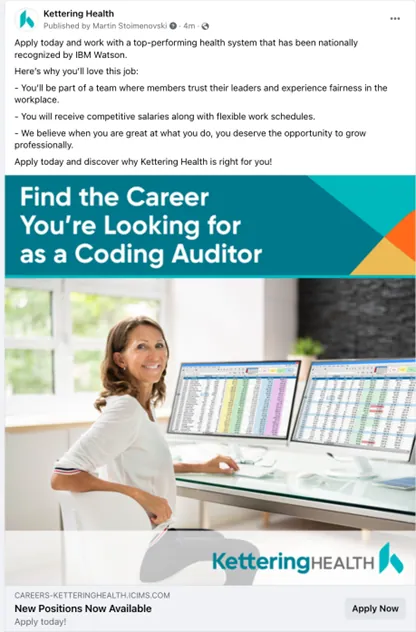 Kettering Health
Published by Martin Stoimenovski · 4m ·
Apply today and work with a top-performing health system that has been nationally
recognized by IBM Watson.
Here's why you'll love this job:
- You'll be part of a team where members trust their leaders and experience fairness in the
workplace.
- You will receive competitive salaries along with flexible work schedules.
- We believe when you are great at what you do, you deserve the opportunity to grow
professionally.
Apply today and discover why Kettering Health is right for you!
Find the Career
You're Looking for
as a Coding Auditor
KetteringHEALTH
CAREERS-KETTERINGHEALTH.ICIMS.COM
New Positions Now Available
Apply today!
Apply Now